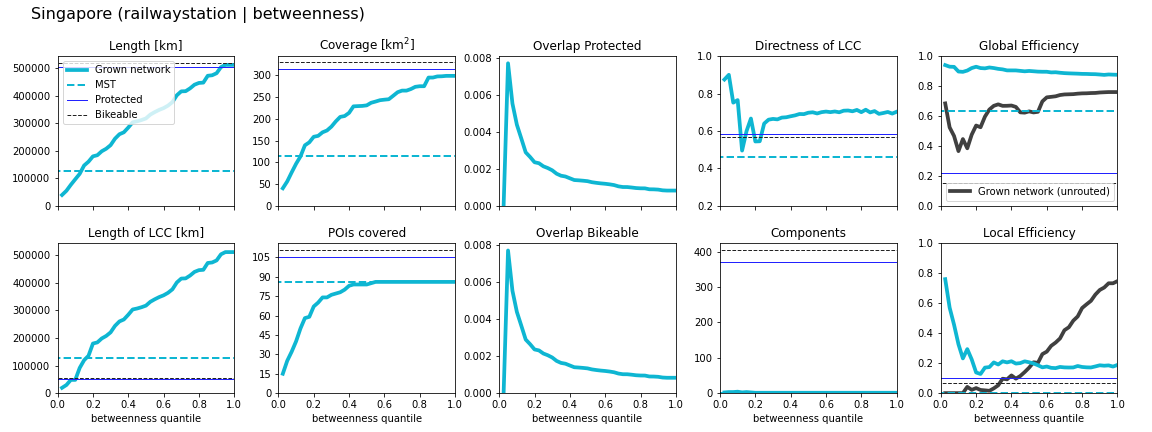 Singapore (railwaystation | betweenness)
Length [km]
500000
400000
300000
200000
100000
0
Grown network
MST
Protected
Bikeable
Coverage [km²]
300
250
200
150
100
50
0
Overlap Protected
0.008
0.006
0.004
0.002
0.000
Directness of LCC
1.0
0.8
0.6
0.4
0.2
Global Efficiency
1.0
0.8
0.6
0.4
0.2
0.0
Grown network (unrouted)
Length of LCC [km]
500000
400000
300000
200000
100000
0
0.0 0.2 0.4 0.6 0.8 1.0
betweenness quantile
POIs covered
105
90
75
60
45
30
15
0.0 0.2 0.4 0.6 0.8 1.0
betweenness quantile
Overlap Bikeable
0.008
0.006
0.004
0.002
0.000
0.0 0.2 0.4 0.6 0.8 1.0
betweenness quantile
Components
400
300
200
100
0
0.0 0.2 0.4 0.6 0.8 1.0
betweenness quantile
Local Efficiency
1.0
0.8
0.6
0.4
0.2
0.0
0.0 0.2 0.4 0.6 0.8 1.0
betweenness quantile